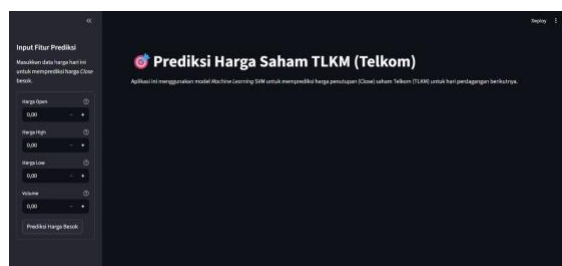 Deploy
Input Fitur Prediksi
Masukkan data harga hari ini
untuk memprediksi harga Close
besok.
Harga Open
0,00
Harga High
0,00
Harga Low
0,00
Volume
0,00
Prediksi Harga Besok
Prediksi Harga Saham TLKM (Telkom)
Aplikasi ini menggunakan model Machine Learning SVM untuk memprediksi harga penutupan (Close) saham Telkom (TLKM) untuk hari perdagangan berikutnya.